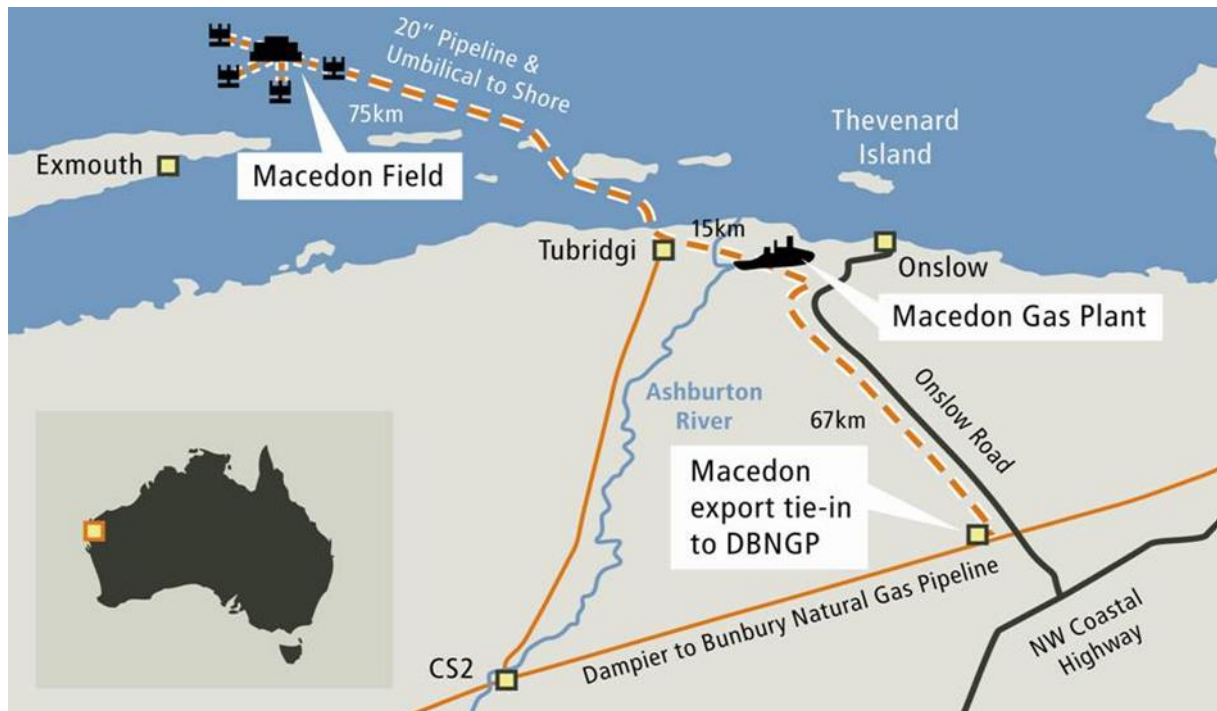 20” Pipeline &
Umbilical to Shore
75km
Thevenard
Island
Exmouth
Macedon Field
15km
Tubridgi
Onslow
Macedon Gas Plant
Ashburton
River
67km
Onslow Road
Macedon
export tie-in
to DBNGP
Dampier to Bunbury Natural Gas Pipeline
NW Coastal
Highway
CS2